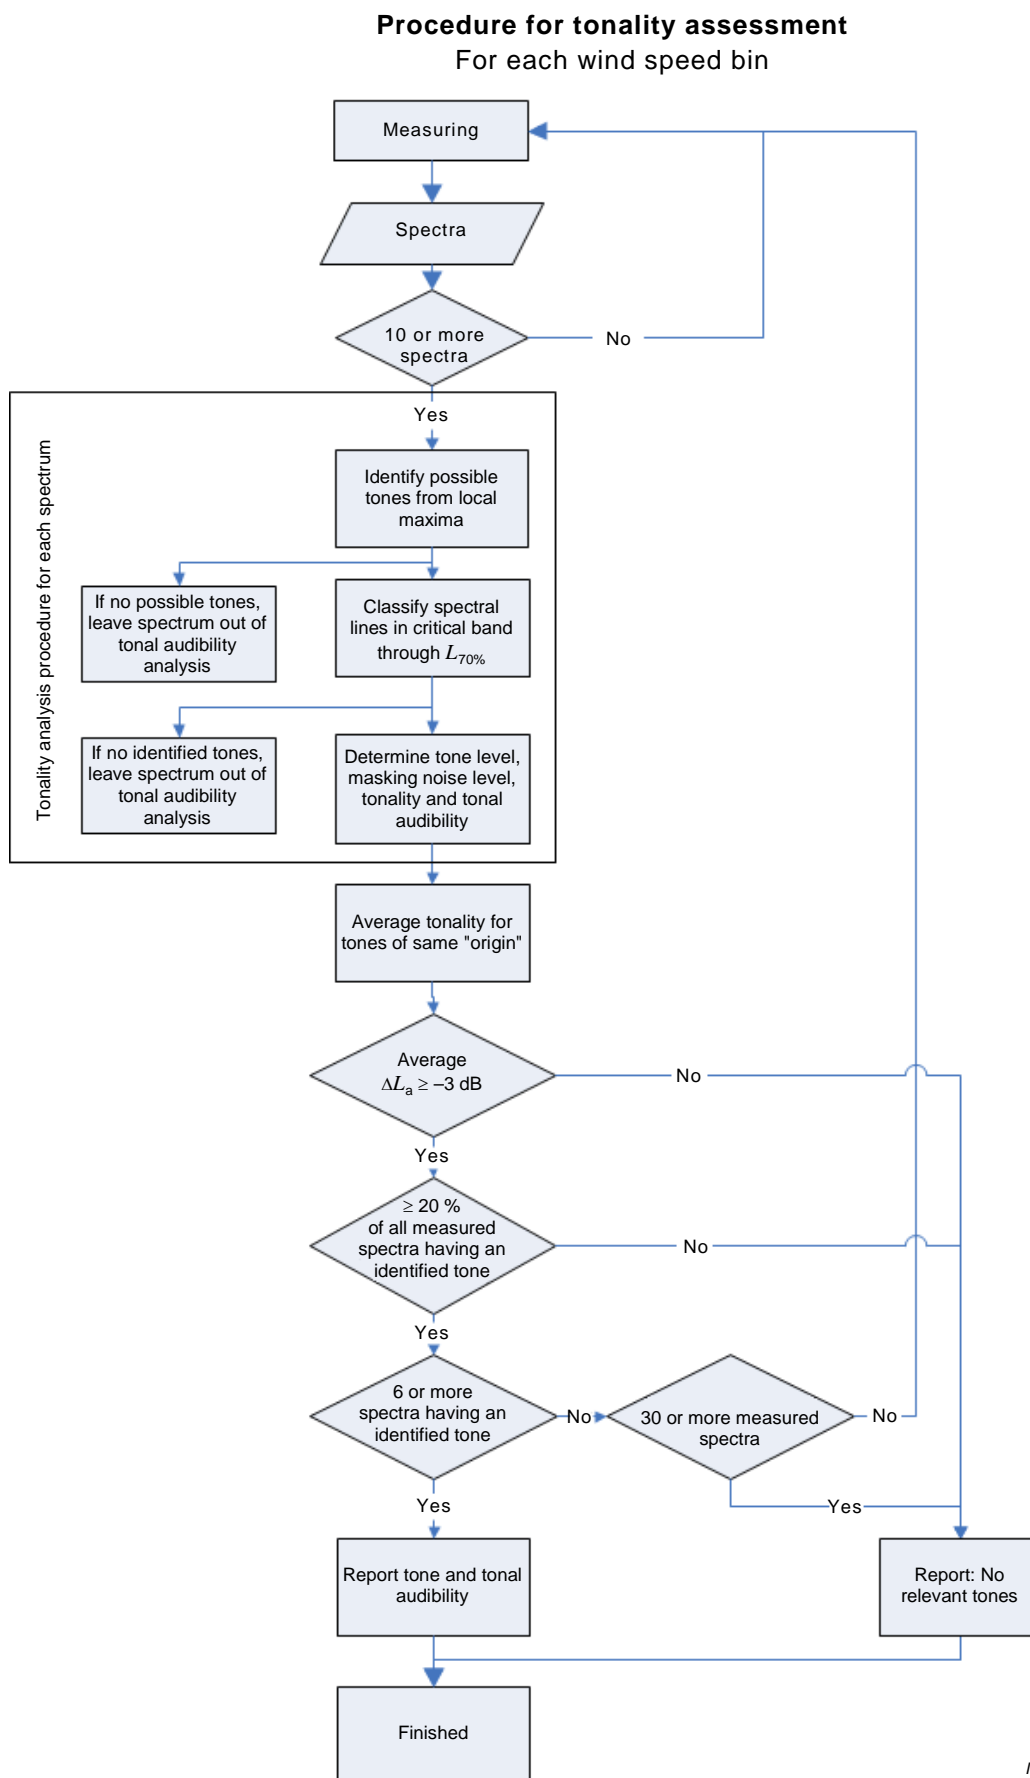 Procedure for tonality assessment
For each wind speed bin
Measuring
Spectra
10 or more
spectra
No
Yes
Tonality analysis procedure for each spectrum
Identify possible
tones from local
maxima
If no possible tones,
leave spectrum out of
tonal audibility
analysis
Classify spectral
lines in critical band
through L70%
If no identified tones,
leave spectrum out of
tonal audibility
analysis
Determine tone level,
masking noise level,
tonality and tonal
audibility
Average tonality for
tones of same "origin"
Average
ΔLa ≥ –3 dB
No
Yes
≥ 20 %
of all measured
spectra having an
identified tone
No
Yes
6 or more
spectra having an
identified tone
No
30 or more measured
spectra
No
Yes
Yes
Report tone and tonal
audibility
Report: No
relevant tones
Finished